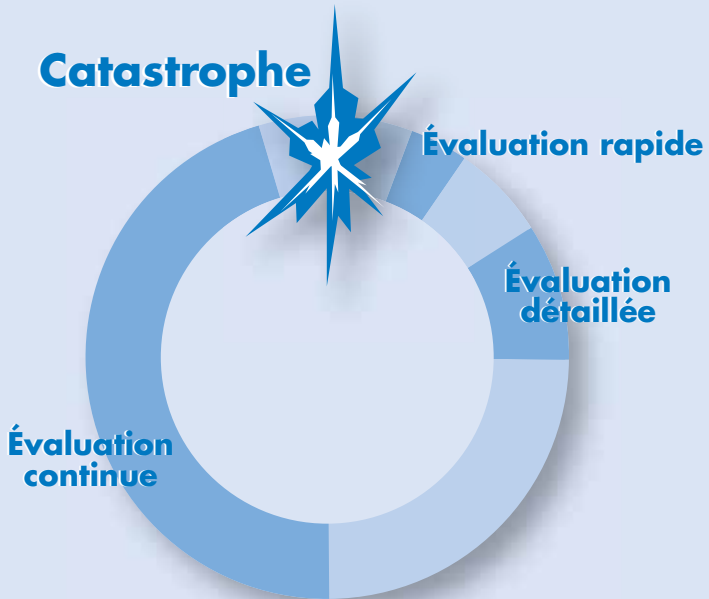 Catastrophe
Évaluation rapide
Évaluation
détaillée
Évaluation
continue